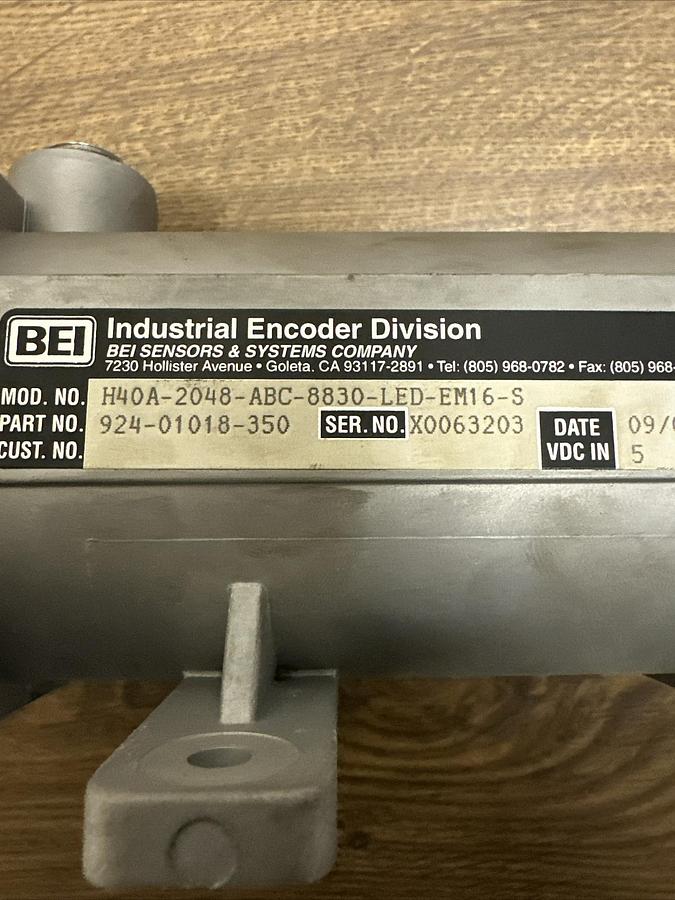 BEI Industrial Encoder Division
BEI SENSORS & SYSTEMS COMPANY
7230 Hollister Avenue • Goleta. CA 93117-2891 • Tel: (805) 968-0782 • Fax: (805) 968-
MOD. NO. H40A-2048-ABC-8830-LED-EM16-S
PART NO. 924-01018-350 SER. NO. X0063203 DATE 09/
CUST. NO. VDC IN 5